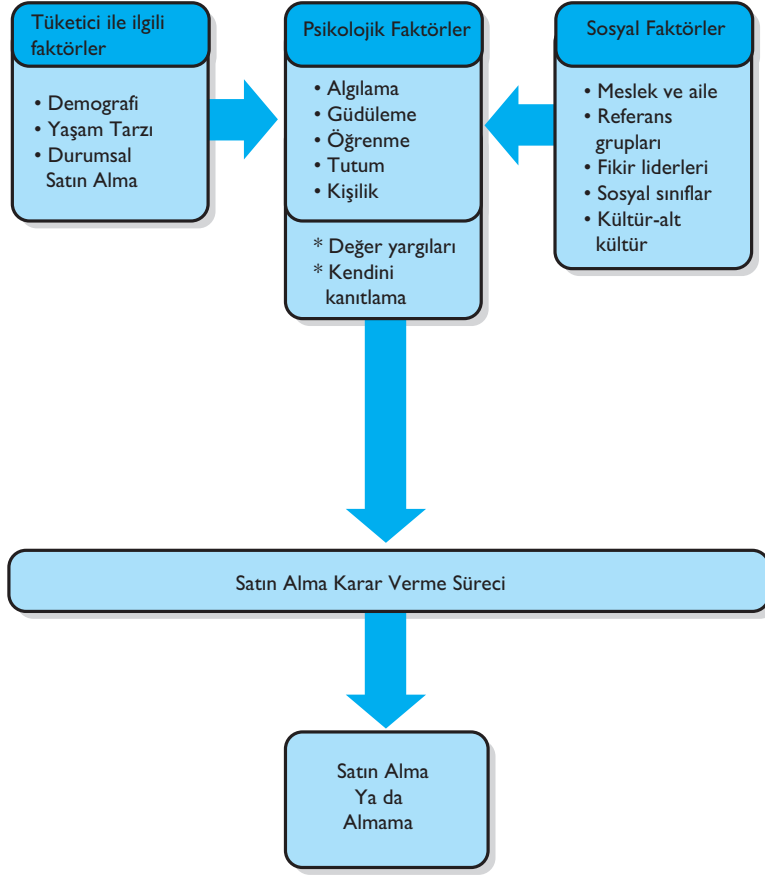 Tüketici ile ilgili
faktörler
• Demografi
• Yaşam Tarzı
• Durumsal
Satın Alma
Psikolojik Faktörler
• Algılama
• Güdüleme
• Öğrenme
• Tutum
• Kişilik
* Değer yargıları
* Kendini
kanıtlama
Sosyal Faktörler
• Meslek ve aile
• Referans
grupları
• Fikir liderleri
• Sosyal sınıflar
• Kültür-alt
kültür
Satın Alma Karar Verme Süreci
Satın Alma
Ya da
Almama